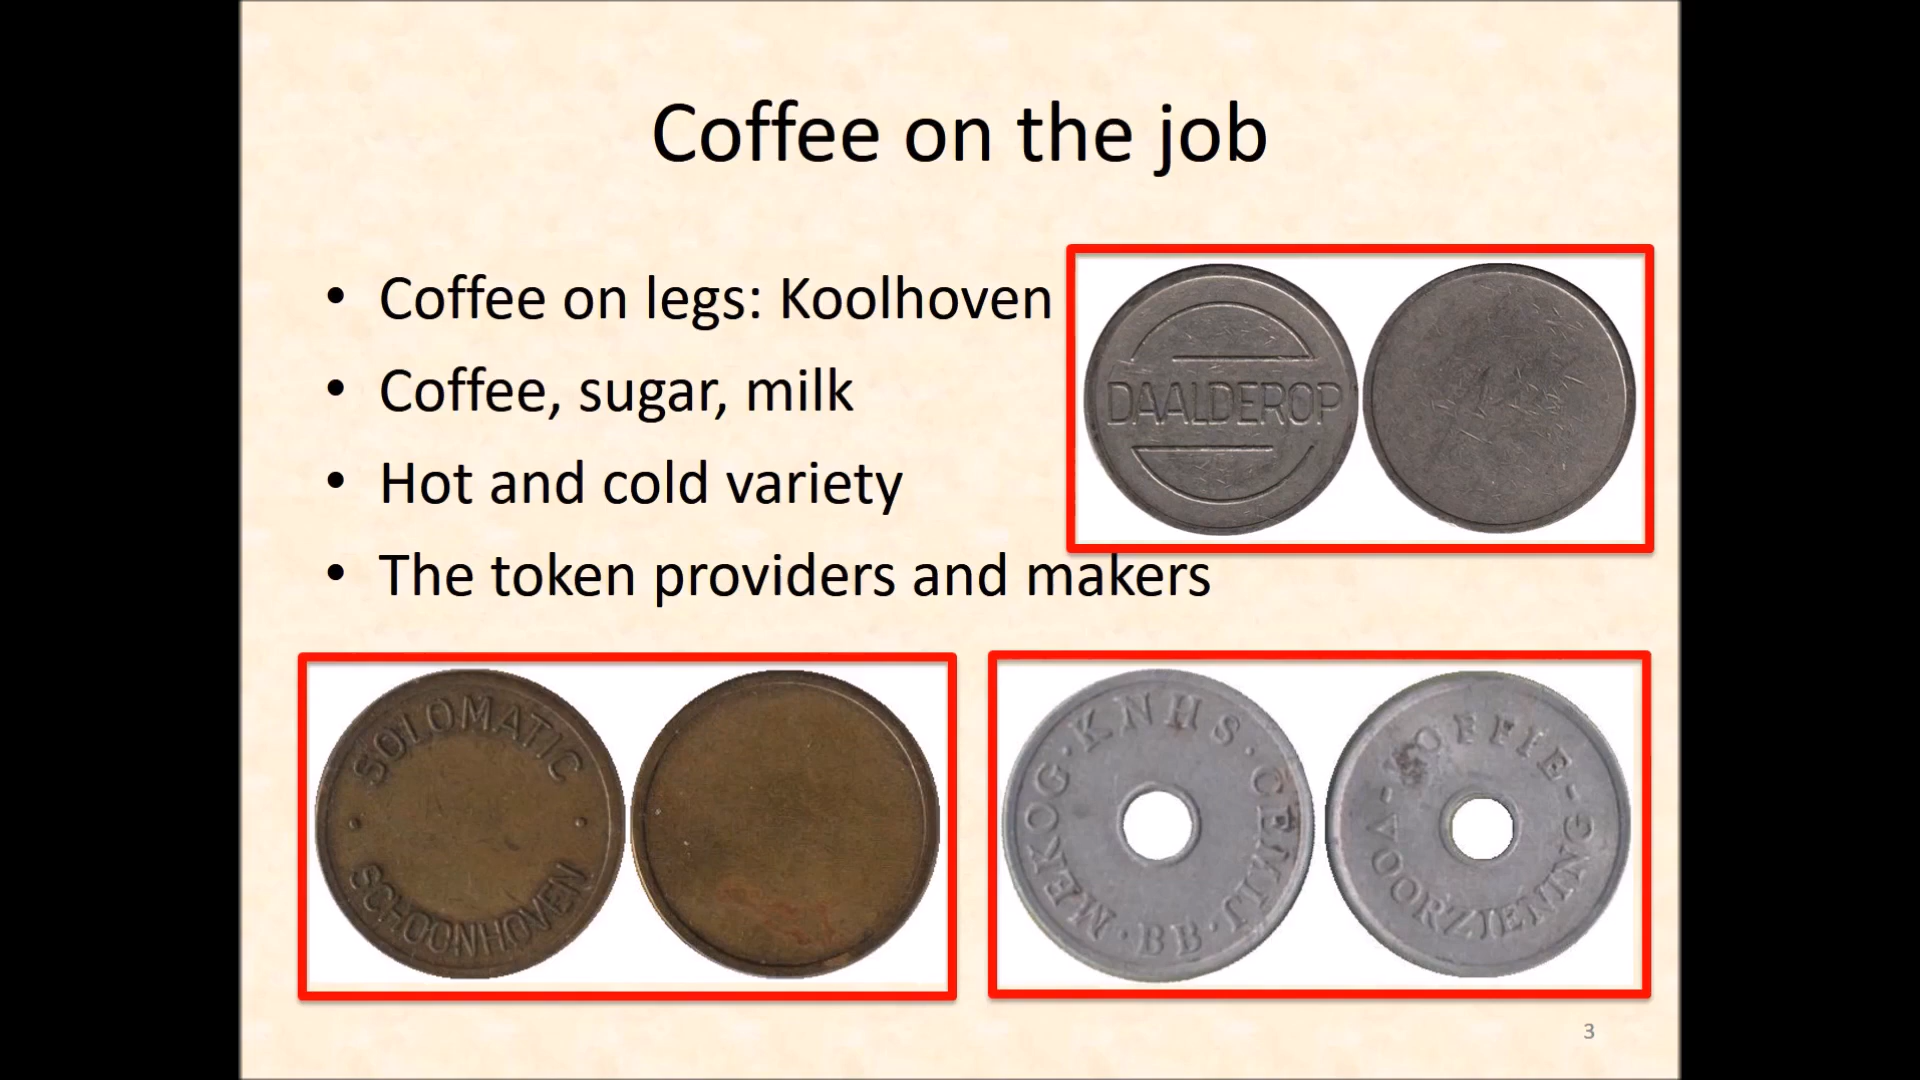 Coffee on the job
• Coffee on legs: Koolhoven
• Coffee, sugar, milk
• Hot and cold variety
• The token providers and makers
DAALDEROP
SOLOMATIC
· SCHOONHOVEN ·
KNHS · CEMIJ · BB · MEKOG ·
- KOFFIE -
VOORZIENING
3